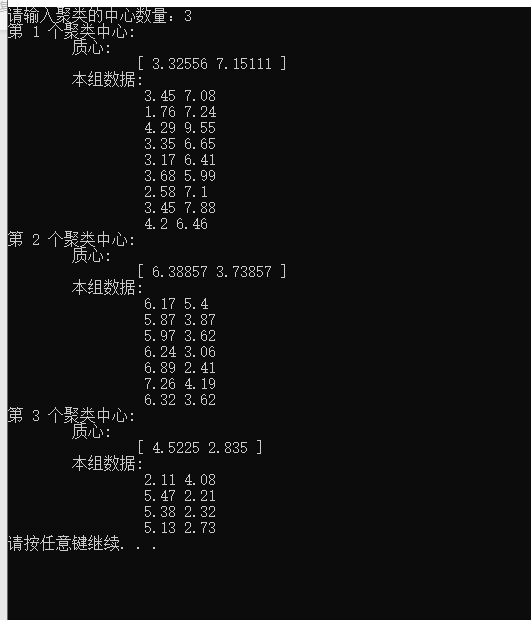 请输入聚类的中心数量：3
第 1 个聚类中心:
质心:
[ 3.32556 7.15111 ]
本组数据:
3.45 7.08
1.76 7.24
4.29 9.55
3.35 6.65
3.17 6.41
3.68 5.99
2.58 7.1
3.45 7.88
4.2 6.46
第 2 个聚类中心:
质心:
[ 6.38857 3.73857 ]
本组数据:
6.17 5.4
5.87 3.87
5.97 3.62
6.24 3.06
6.89 2.41
7.26 4.19
6.32 3.62
第 3 个聚类中心:
质心:
[ 4.5225 2.835 ]
本组数据:
2.11 4.08
5.47 2.21
5.38 2.32
5.13 2.73
请按任意键继续. . .